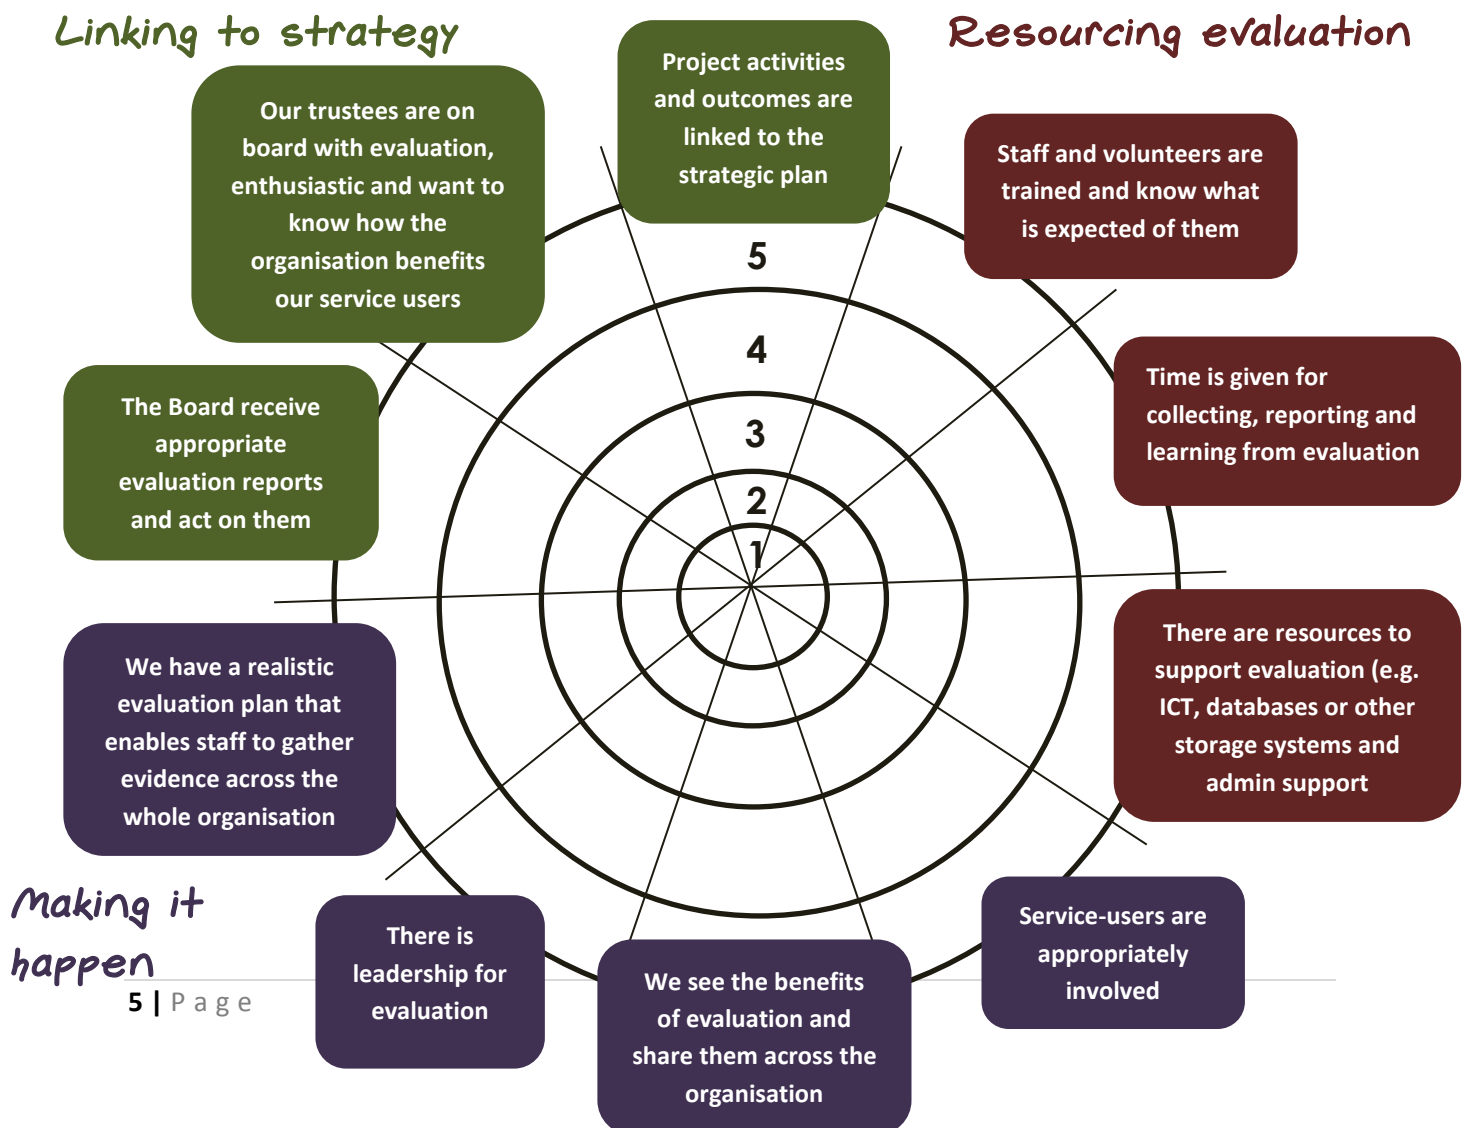 Linking to strategy
Resourcing evaluation
Project activities
and outcomes are
linked to the
strategic plan
Our trustees are on
board with evaluation,
enthusiastic and want to
know how the
organisation benefits
our service users
Staff and volunteers are
trained and know what
is expected of them
The Board receive
appropriate
evaluation reports
and act on them
Time is given for
collecting, reporting and
learning from evaluation
5
4
3
2
1
We have a realistic
evaluation plan that
enables staff to gather
evidence across the
whole organisation
There are resources to
support evaluation (e.g.
ICT, databases or other
storage systems and
admin support
Making it
happen
There is
leadership for
evaluation
We see the benefits
of evaluation and
share them across the
organisation
Service-users are
appropriately
involved
5 | Page